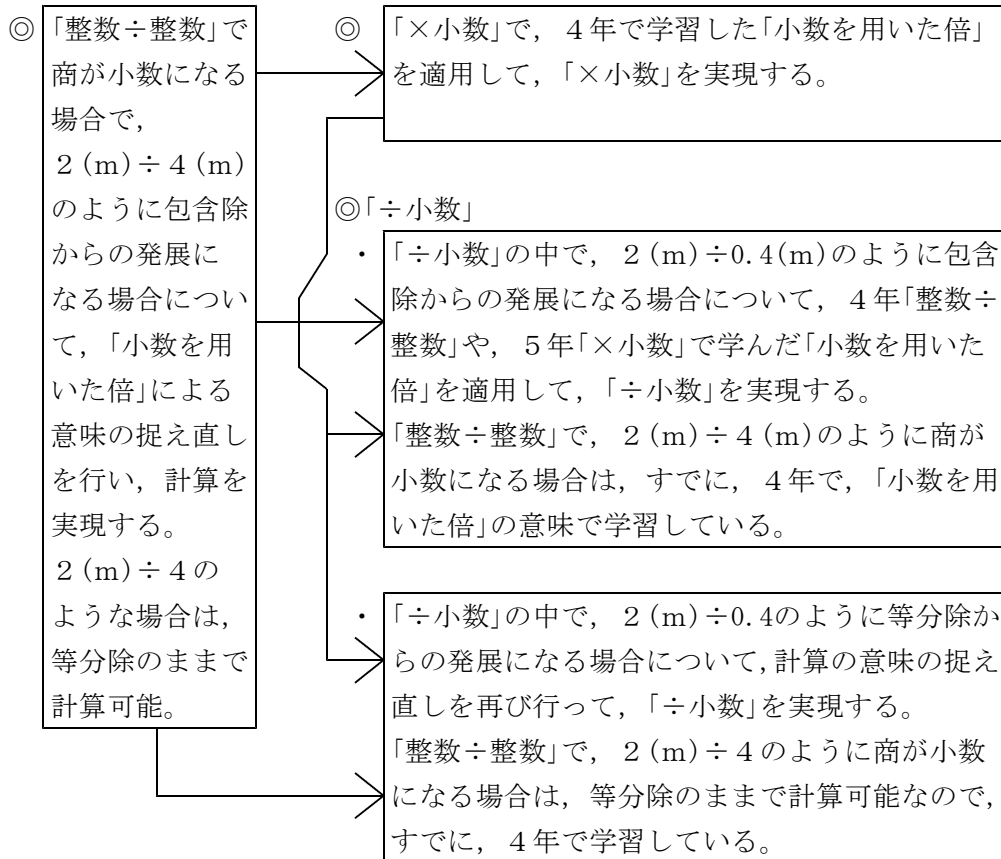 ◎「整数÷整数」で
商が小数になる
場合で,
2(m)÷4(m)
のように包含除
からの発展に
なる場合につい
て,「小数を用
いた倍」による
意味の捉え直し
を行い,計算を
実現する。
2(m)÷4の
ような場合は,
等分除のままで
計算可能。
◎「×小数」で,4年で学習した「小数を用いた倍」
を適用して,「×小数」を実現する。
◎「÷小数」
・「÷小数」の中で,2(m)÷0.4(m)のように包含
除からの発展になる場合について,4年「整数÷
整数」や,5年「×小数」で学んだ「小数を用いた
倍」を適用して,「÷小数」を実現する。
「整数÷整数」で,2(m)÷4(m)のように商が
小数になる場合は,すでに,4年で,「小数を用
いた倍」の意味で学習している。
・「÷小数」の中で,2(m)÷0.4のように等分除か
らの発展になる場合について,計算の意味の捉え
直しを再び行って,「÷小数」を実現する。
「整数÷整数」で,2(m)÷4のように商が小数
になる場合は,等分除のままで計算可能なので,
すでに,4年で学習している。